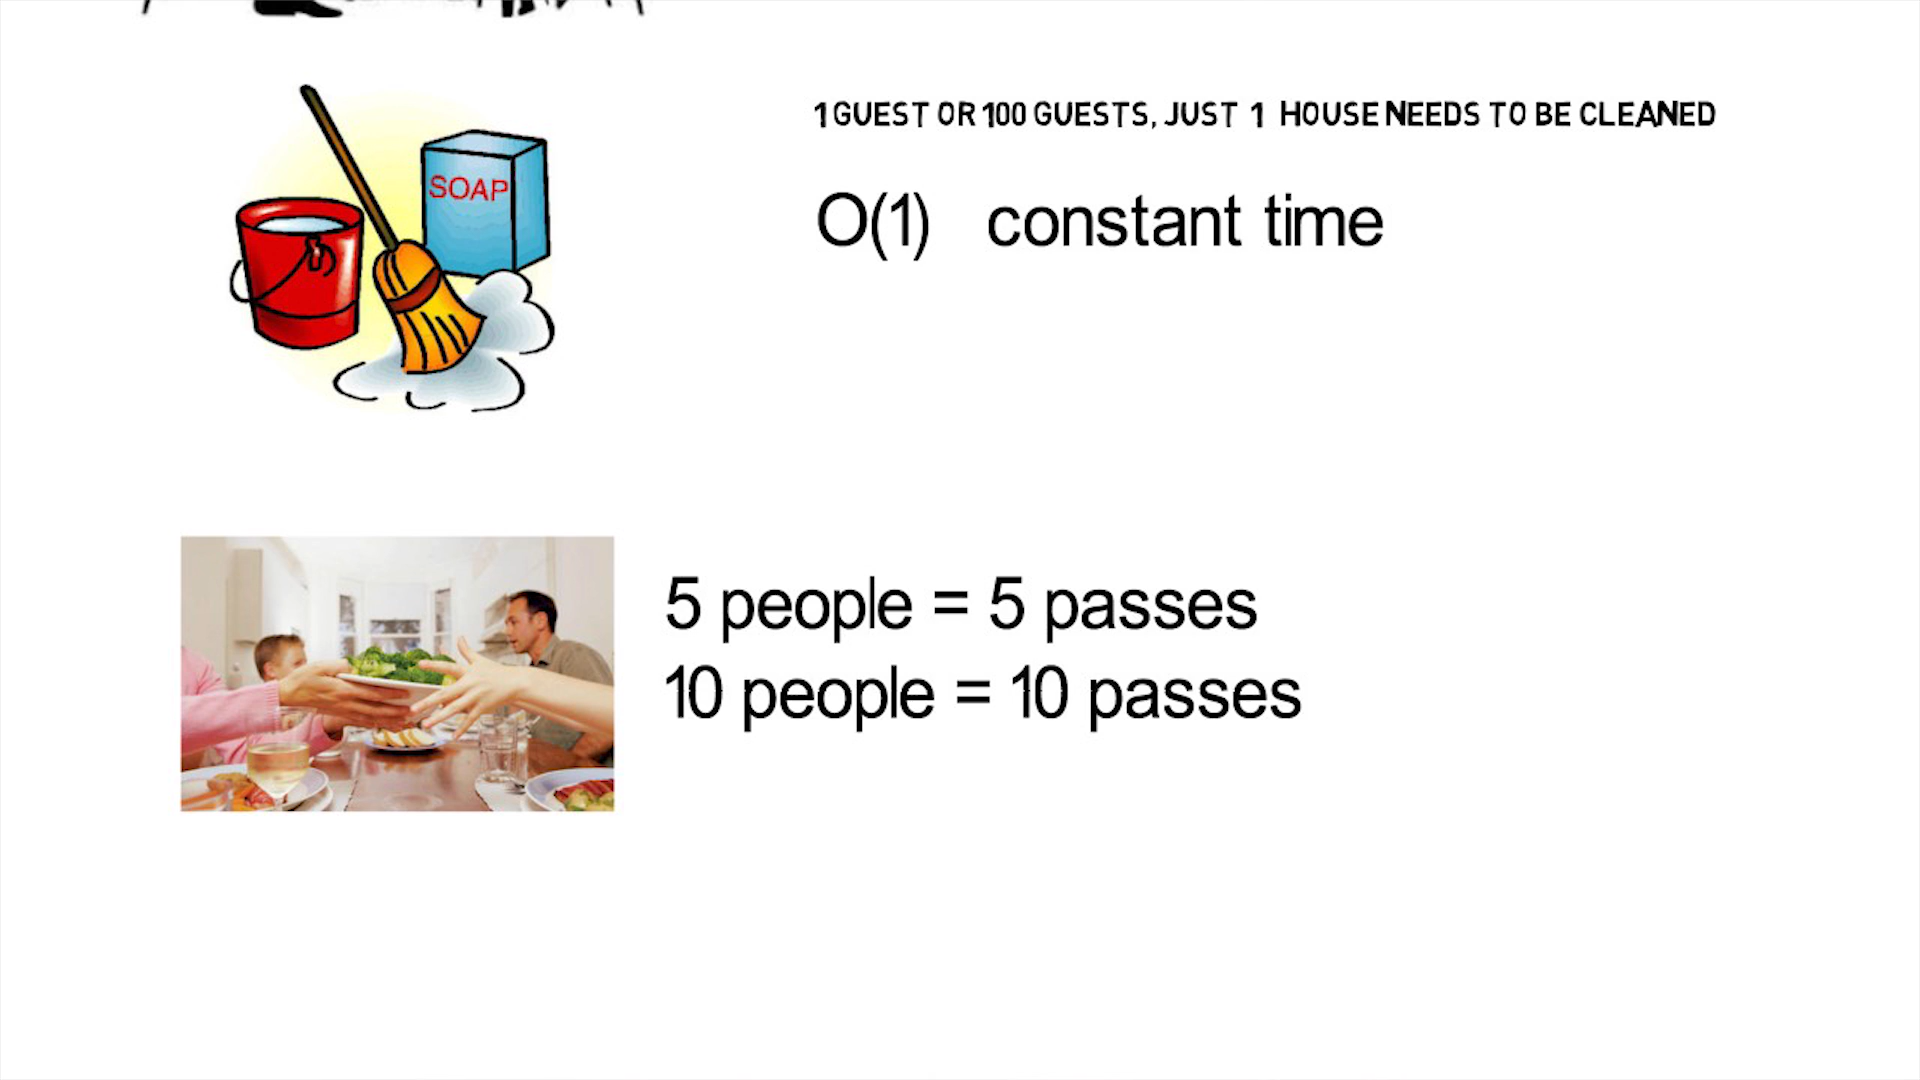 1 GUEST OR 100 GUESTS, JUST 1 HOUSE NEEDS TO BE CLEANED
SOAP
O(1) constant time
5 people = 5 passes
10 people = 10 passes